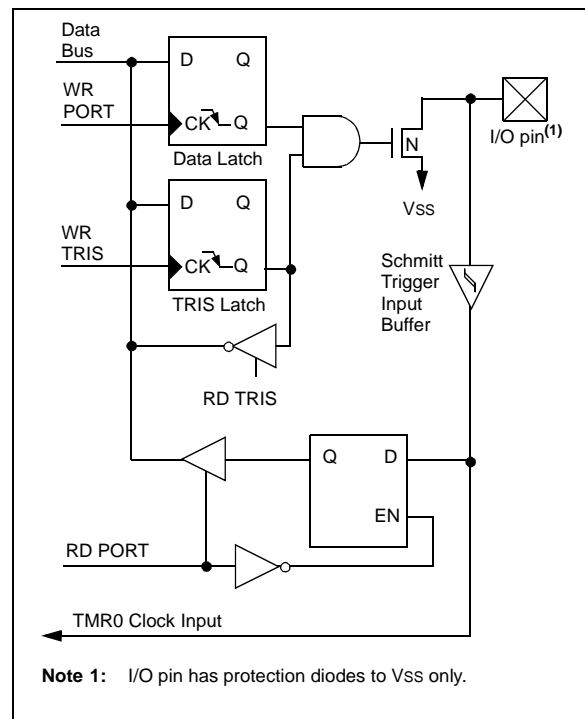 Data
Bus
D Q
WR
PORT
CK Q
I/O pin(1)
N
Data Latch
VSS
D Q
WR
TRIS
CK Q
Schmitt
Trigger
Input
Buffer
TRIS Latch
RD TRIS
Q D
EN
RD PORT
TMR0 Clock Input
Note 1: I/O pin has protection diodes to VSS only.